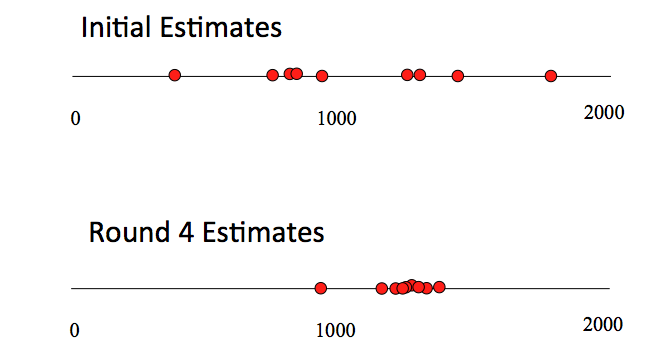 Initial Estimates
0 1000 2000
Round 4 Estimates
0 1000 2000